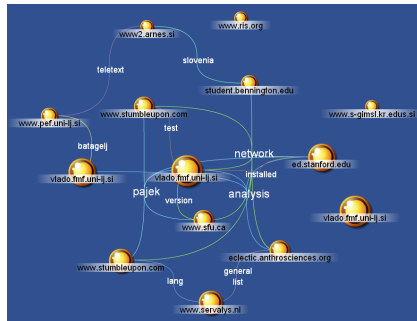 www.ris.org
www2.arnes.si
slovenia
teletext
student.bennington.edu
www.stumbleupon.com
www.s-gimsl.kr.edus.si
www.pef.uni-lj.si
test
batagelj
network
ed.stanford.edu
vlado.fmf.uni-lj.si
vlado.fmf.uni-lj.si
installed
pajek
analysis
version
vlado.fmf.uni-lj.si
www.sfu.ca
eclectic.anthrosciences.org
www.stumbleupon.com
lang
general
list
www.servalys.nl